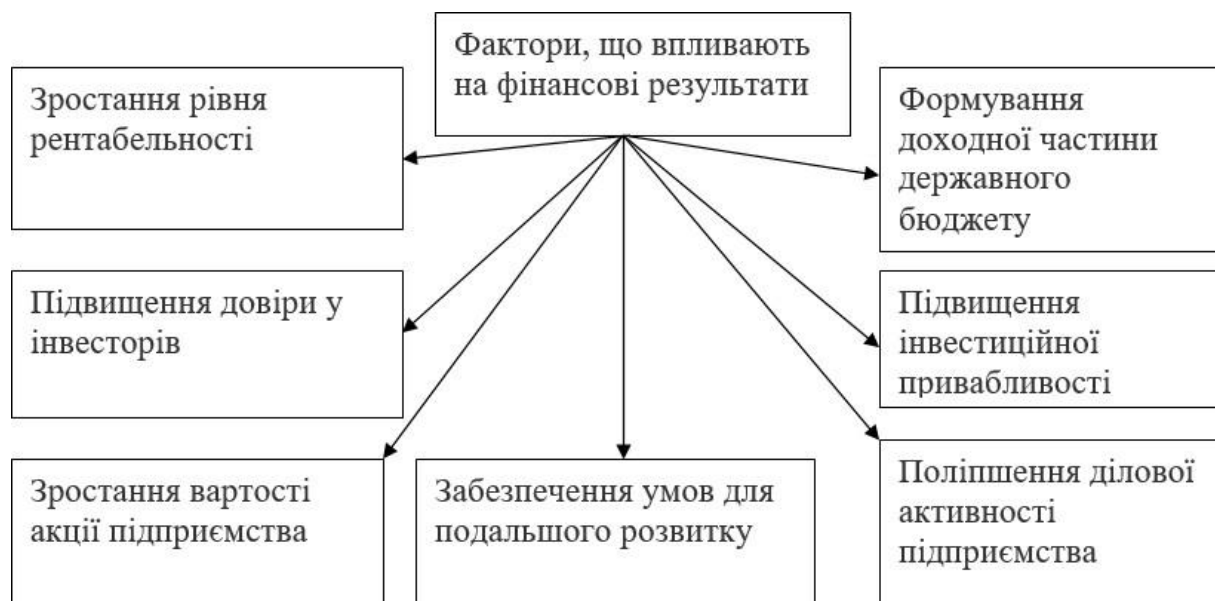 Фактори, що впливають
на фінансові результати
Зростання рівня
рентабельності
Формування
доходної частини
державного
бюджету
Підвищення довіри у
інвесторів
Підвищення
інвестиційної
привабливості
Зростання вартості
акції підприємства
Забезпечення умов для
подальшого розвитку
Поліпшення ділової
активності
підприємства